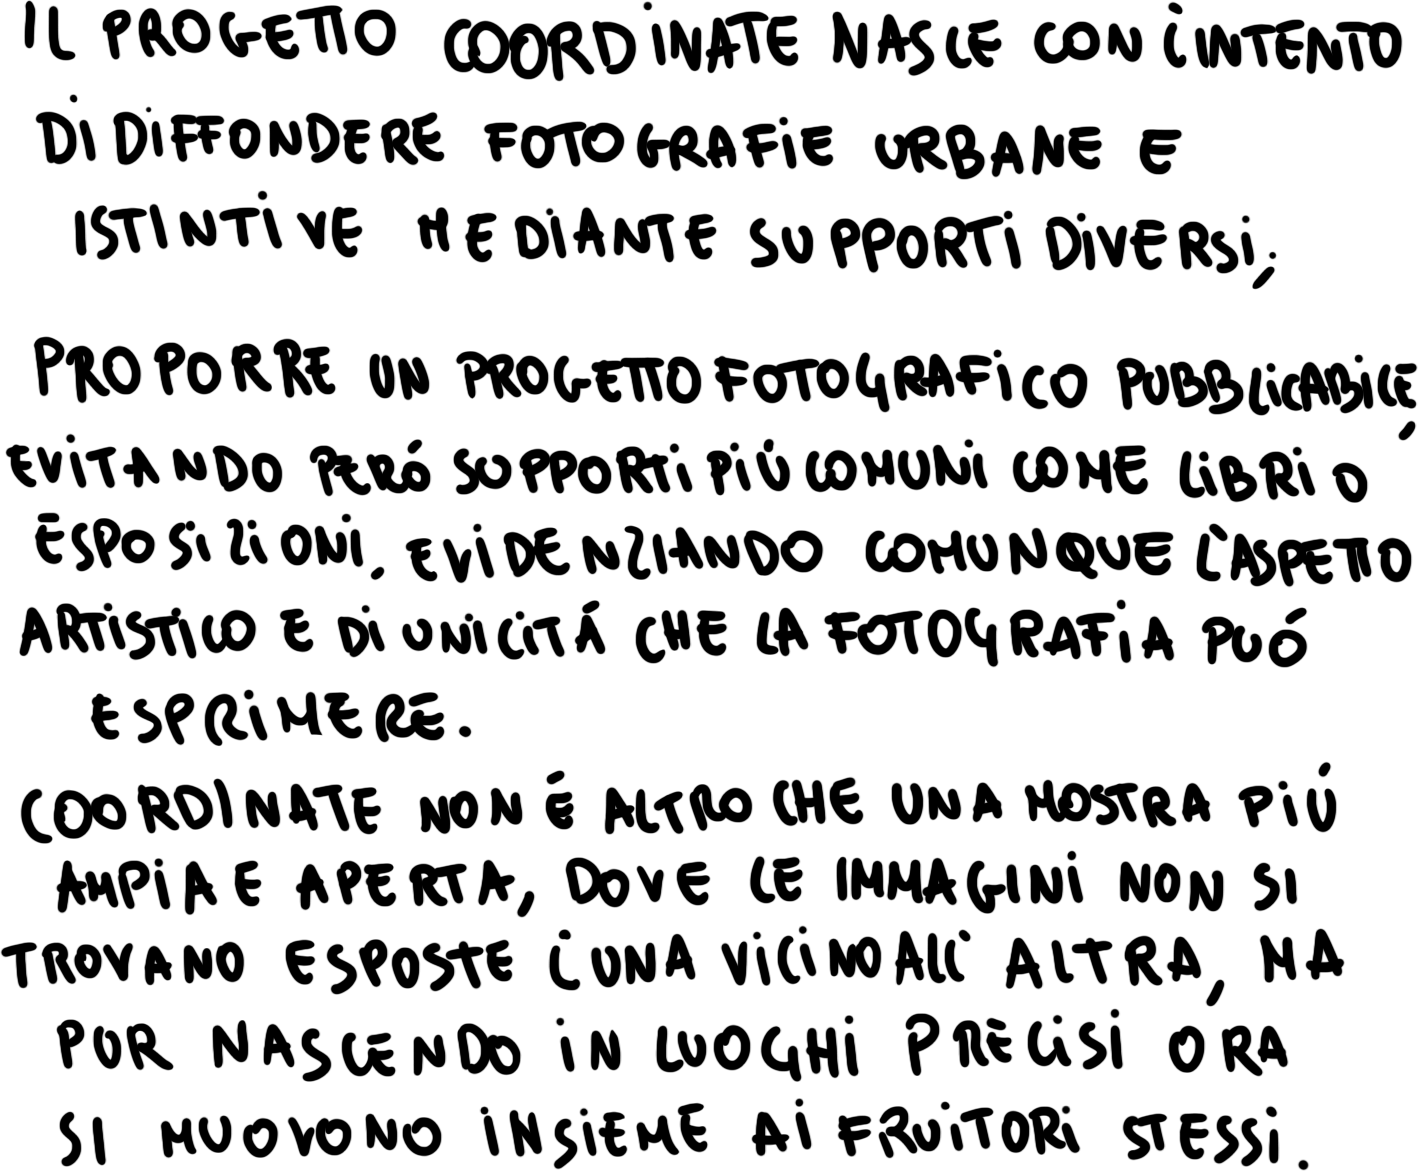 IL PROGETTO COORDINATE NASCE CON L'INTENTO
DI DIFFONDERE FOTOGRAFIE URBANE E
ISTINTIVE MEDIANTE SUPPORTI DIVERSI;
PROPORRE UN PROGETTO FOTOGRAFICO PUBBLICABILE,
EVITANDO PERÓ SUPPORTI PIÚ COMUNI COME LIBRI O
ESPOSIZIONI, EVIDENZIANDO COMUNQUE L'ASPETTO
ARTISTICO E DI UNICITÁ CHE LA FOTOGRAFIA PUÓ
ESPRIMERE.
COORDINATE NON É ALTRO CHE UNA MOSTRA PIÚ
AMPIA E APERTA, DOVE LE IMMAGINI NON SI
TROVANO ESPOSTE L'UNA VICINO ALL'ALTRA, MA
PUR NASCENDO IN LUOGHI PRECISI ORA
SI MUOVONO INSIEME AI FRUITORI STESSI.